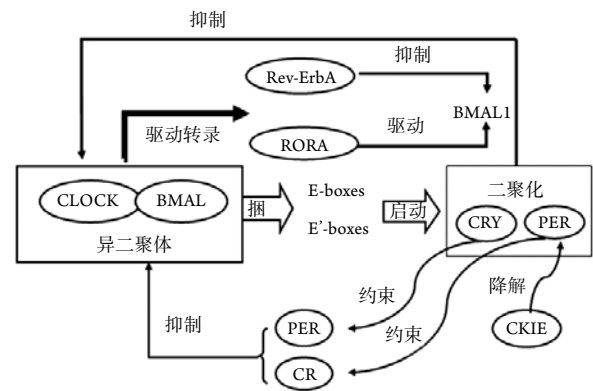 抑制
Rev-ErbA
抑制
BMAL1
驱动转录
RORA
驱动
CLOCK
BMAL
异二聚体
捆
E-boxes
E'-boxes
启动
二聚化
CRY
PER
约束
降解
抑制
PER
约束
CKIE
CR